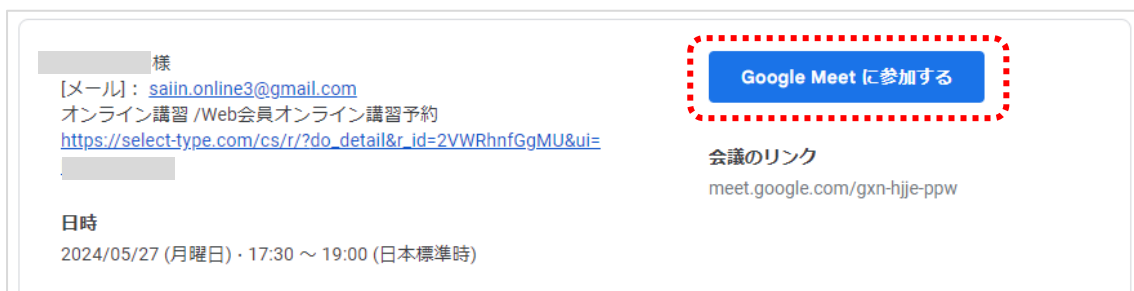 様
[メール]： saiin.online3@gmail.com
オンライン講習 /Web会員オンライン講習予約
https://select-type.com/cs/r/?do_detail&r_id=2VWRhnfGgMU&ui=
日時
2024/05/27 (月曜日)・17:30 ～ 19:00 (日本標準時)
Google Meet に参加する
会議のリンク
meet.google.com/gxn-hjje-ppw